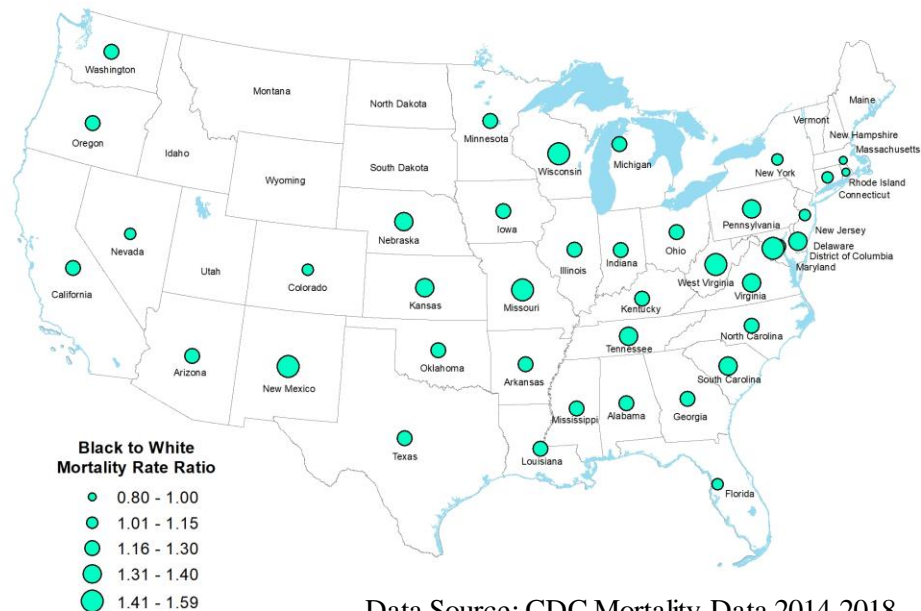 Washington
Montana
North Dakota
Minnesota
Maine
Vermont
New Hampshire
Massachusetts
Oregon
Idaho
Wyoming
South Dakota
Wisconsin
Michigan
New York
Rhode Island
Connecticut
Nevada
Utah
Colorado
Nebraska
Iowa
Illinois
Indiana
Ohio
Pennsylvania
New Jersey
Delaware
District of Columbia
Maryland
California
Kansas
Missouri
Kentucky
West Virginia
Virginia
Arizona
New Mexico
Oklahoma
Arkansas
Tennessee
North Carolina
South Carolina
Texas
Louisiana
Mississippi
Alabama
Georgia
Florida
Black to White
Mortality Rate Ratio
0.80 - 1.00
1.01 - 1.15
1.16 - 1.30
1.31 - 1.40
1.41 - 1.59
Data Source: CDC Mortality Data 2014-2018